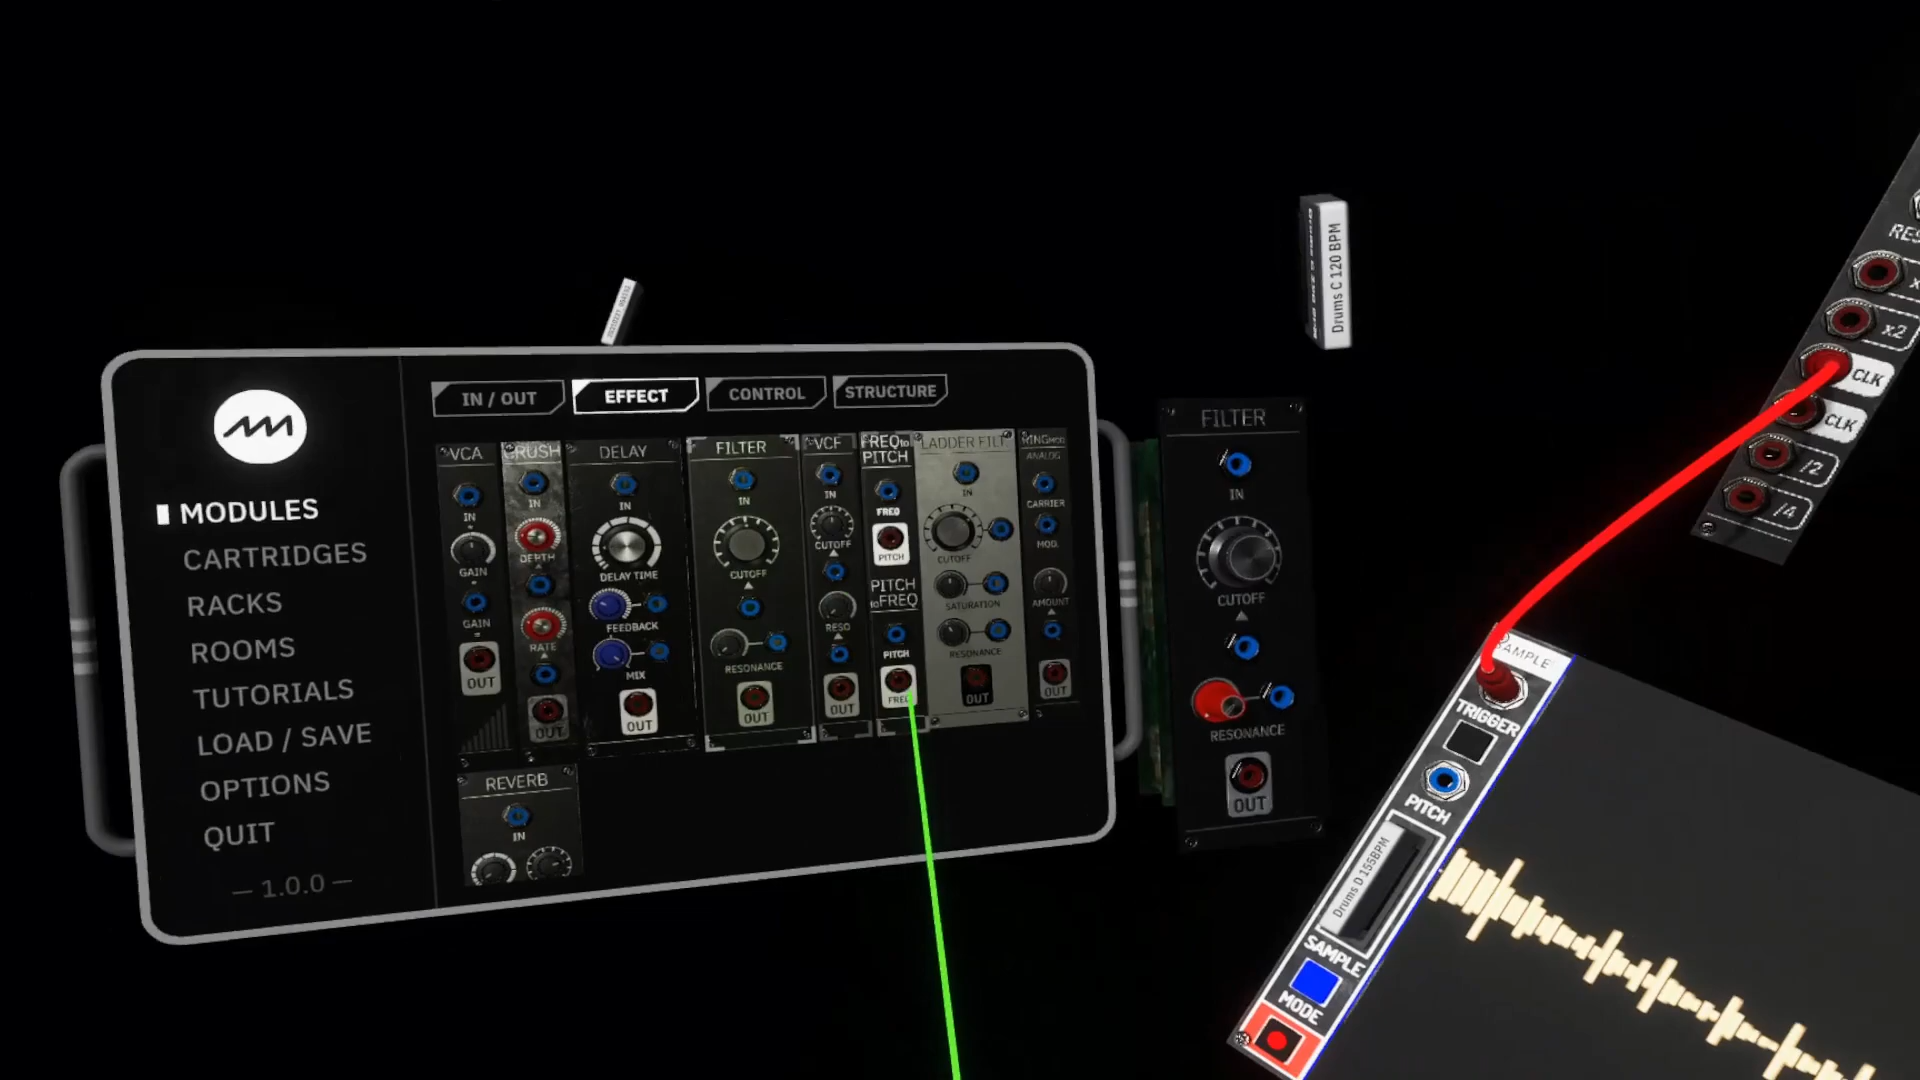 IN / OUT
EFFECT
CONTROL
STRUCTURE
MODULES
CARTRIDGES
RACKS
ROOMS
TUTORIALS
LOAD / SAVE
OPTIONS
QUIT
— 1.0.0 —
VCA
IN
GAIN
GAIN
OUT
CRUSH
IN
DEPTH
RATE
OUT
DELAY
IN
DELAY TIME
FEEDBACK
MIX
OUT
FILTER
IN
CUTOFF
RESONANCE
OUT
VCF
IN
CUTOFF
RESO
OUT
FREQ to
PITCH
FREQ
PITCH
PITCH
to FREQ
PITCH
FREQ
LADDER FILT
IN
CUTOFF
SATURATION
RESONANCE
OUT
RING MOD
ANALOG
CARRIER
MOD.
AMOUNT
OUT
REVERB
IN
FILTER
IN
CUTOFF
RESONANCE
OUT
Drums C 120 BPM
x2
CLK
CLK
/2
/4
SAMPLE
TRIGGER
PITCH
Drums D 155BPM
SAMPLE
MODE